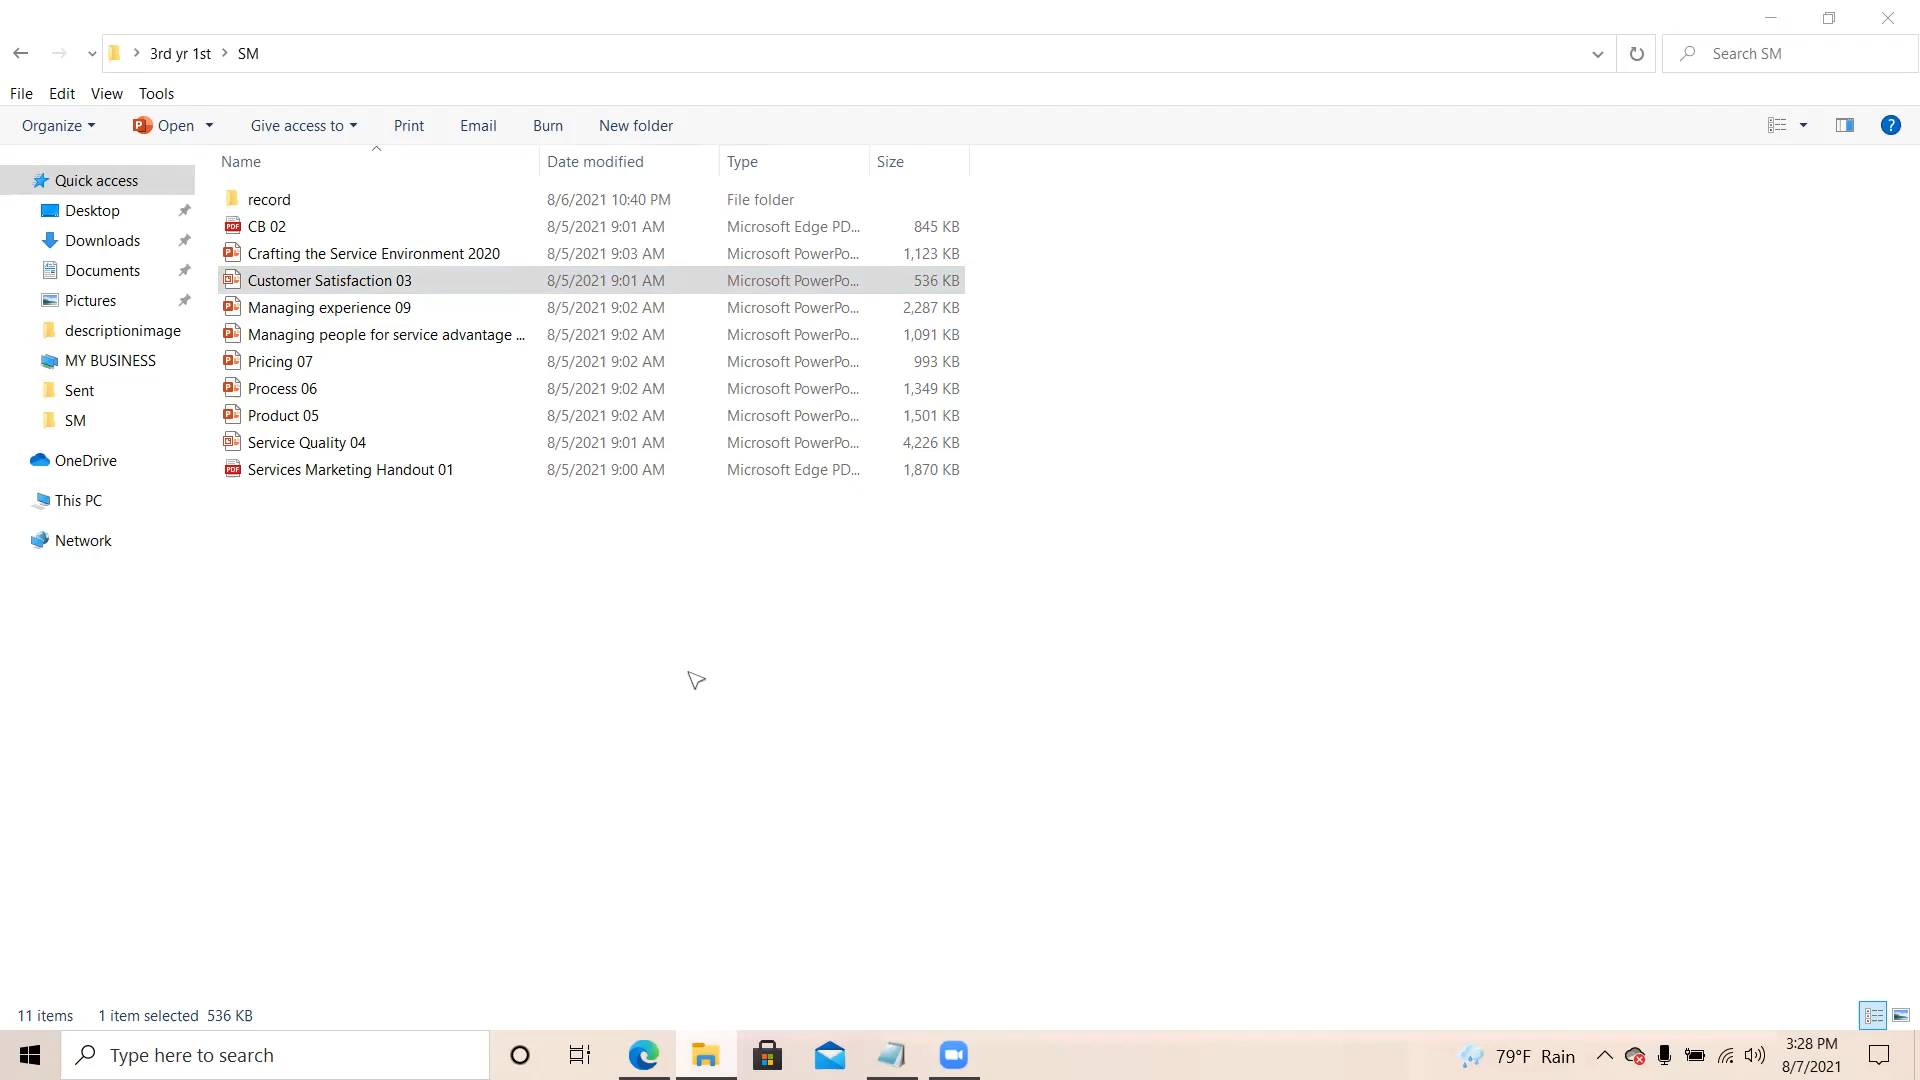 3rd yr 1st SM
Search SM
File Edit View Tools
Organize Open Give access to Print Email Burn New folder
Name Date modified Type Size
Quick access
Desktop
Downloads
Documents
Pictures
descriptionimage
MY BUSINESS
Sent
SM
OneDrive
This PC
Network
record 8/6/2021 10:40 PM File folder
CB 02 8/5/2021 9:01 AM Microsoft Edge PD... 845 KB
Crafting the Service Environment 2020 8/5/2021 9:03 AM Microsoft PowerPo... 1,123 KB
Customer Satisfaction 03 8/5/2021 9:01 AM Microsoft PowerPo... 536 KB
Managing experience 09 8/5/2021 9:02 AM Microsoft PowerPo... 2,287 KB
Managing people for service advantage ... 8/5/2021 9:02 AM Microsoft PowerPo... 1,091 KB
Pricing 07 8/5/2021 9:02 AM Microsoft PowerPo... 993 KB
Process 06 8/5/2021 9:02 AM Microsoft PowerPo... 1,349 KB
Product 05 8/5/2021 9:02 AM Microsoft PowerPo... 1,501 KB
Service Quality 04 8/5/2021 9:01 AM Microsoft PowerPo... 4,226 KB
Services Marketing Handout 01 8/5/2021 9:00 AM Microsoft Edge PD... 1,870 KB
11 items 1 item selected 536 KB
Type here to search
79°F Rain
3:28 PM
8/7/2021